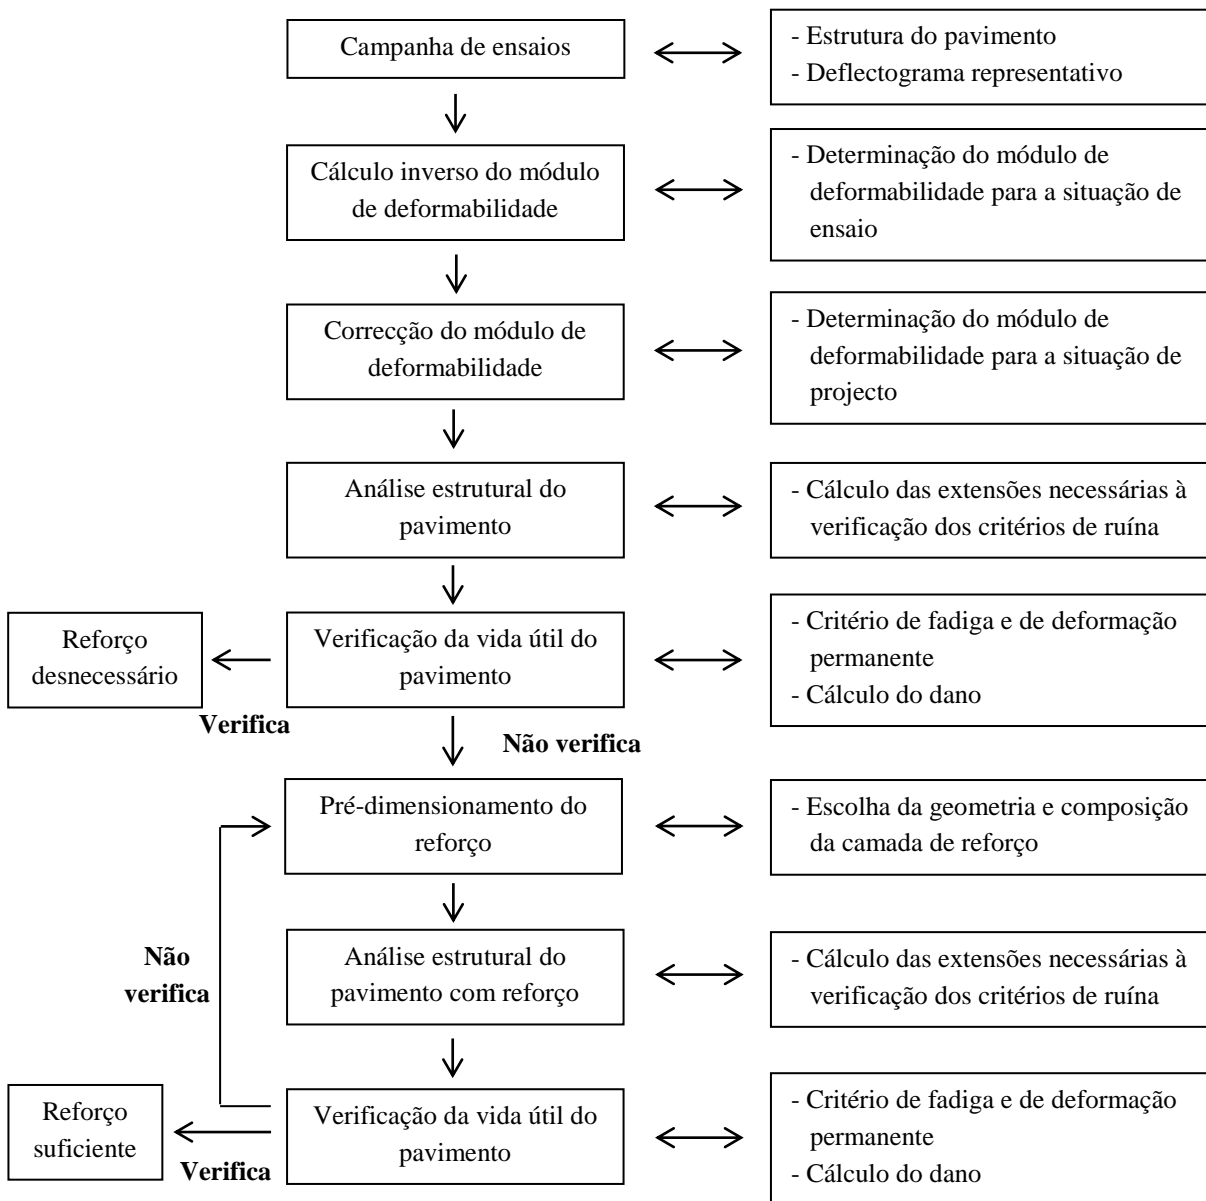 Campanha de ensaios
- Estrutura do pavimento
- Deflectograma representativo
Cálculo inverso do módulo
de deformabilidade
- Determinação do módulo de
deformabilidade para a situação de
ensaio
Correcção do módulo de
deformabilidade
- Determinação do módulo de
deformabilidade para a situação de
projecto
Análise estrutural do
pavimento
- Cálculo das extensões necessárias à
verificação dos critérios de ruína
Reforço
desnecessário
Verifica
Verificação da vida útil do
pavimento
Não verifica
- Critério de fadiga e de deformação
permanente
- Cálculo do dano
Pré-dimensionamento do
reforço
- Escolha da geometria e composição
da camada de reforço
Não
verifica
Análise estrutural do
pavimento com reforço
- Cálculo das extensões necessárias à
verificação dos critérios de ruína
Reforço
suficiente
Verifica
Verificação da vida útil do
pavimento
- Critério de fadiga e de deformação
permanente
- Cálculo do dano